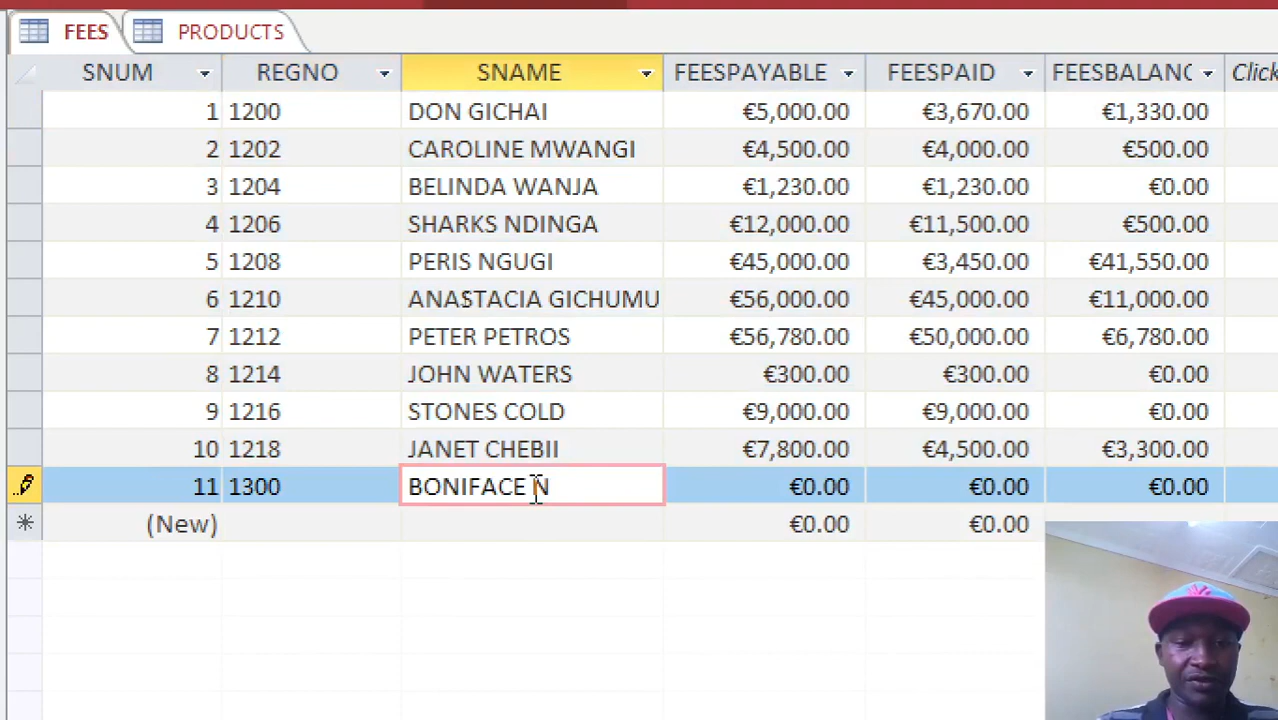 FEES PRODUCTS
SNUM REGNO SNAME FEESPAYABLE FEESPAID FEESBALANC Click
1 1200 DON GICHAI €5,000.00 €3,670.00 €1,330.00
2 1202 CAROLINE MWANGI €4,500.00 €4,000.00 €500.00
3 1204 BELINDA WANJA €1,230.00 €1,230.00 €0.00
4 1206 SHARKS NDINGA €12,000.00 €11,500.00 €500.00
5 1208 PERIS NGUGI €45,000.00 €3,450.00 €41,550.00
6 1210 ANA$TACIA GICHUMU €56,000.00 €45,000.00 €11,000.00
7 1212 PETER PETROS €56,780.00 €50,000.00 €6,780.00
8 1214 JOHN WATERS €300.00 €300.00 €0.00
9 1216 STONES COLD €9,000.00 €9,000.00 €0.00
10 1218 JANET CHEBII €7,800.00 €4,500.00 €3,300.00
11 1300 BONIFACE N €0.00 €0.00 €0.00
(New) €0.00 €0.00